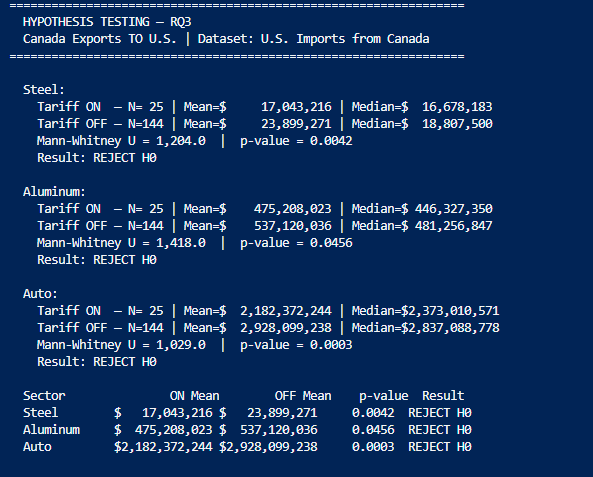 ==============================================================
HYPOTHESIS TESTING — RQ3
Canada Exports TO U.S. | Dataset: U.S. Imports from Canada
==============================================================
Steel:
Tariff ON  — N= 25 | Mean=$     17,043,216 | Median=$  16,678,183
Tariff OFF — N=144 | Mean=$     23,899,271 | Median=$  18,807,500
Mann-Whitney U = 1,204.0  |  p-value = 0.0042
Result: REJECT H0
Aluminum:
Tariff ON  — N= 25 | Mean=$    475,208,023 | Median=$ 446,327,350
Tariff OFF — N=144 | Mean=$    537,120,036 | Median=$ 481,256,847
Mann-Whitney U = 1,418.0  |  p-value = 0.0456
Result: REJECT H0
Auto:
Tariff ON  — N= 25 | Mean=$  2,182,372,244 | Median=$2,373,010,571
Tariff OFF — N=144 | Mean=$  2,928,099,238 | Median=$2,837,088,778
Mann-Whitney U = 1,029.0  |  p-value = 0.0003
Result: REJECT H0
Sector               ON Mean        OFF Mean    p-value  Result
Steel       $   17,043,216 $   23,899,271     0.0042  REJECT H0
Aluminum    $  475,208,023 $  537,120,036     0.0456  REJECT H0
Auto        $2,182,372,244 $2,928,099,238     0.0003  REJECT H0